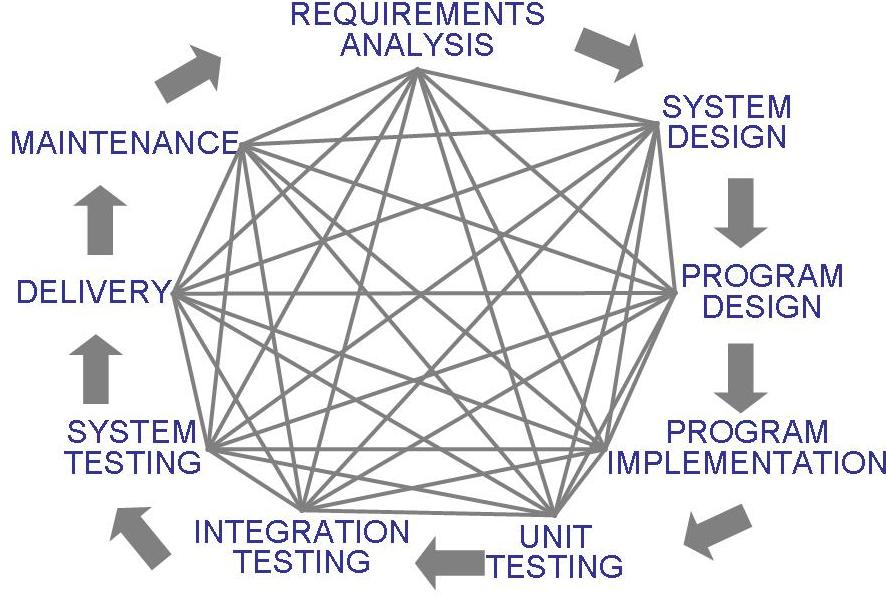 REQUIREMENTS
ANALYSIS
SYSTEM
DESIGN
PROGRAM
DESIGN
PROGRAM
IMPLEMENTATION
UNIT
TESTING
INTEGRATION
TESTING
SYSTEM
TESTING
DELIVERY
MAINTENANCE